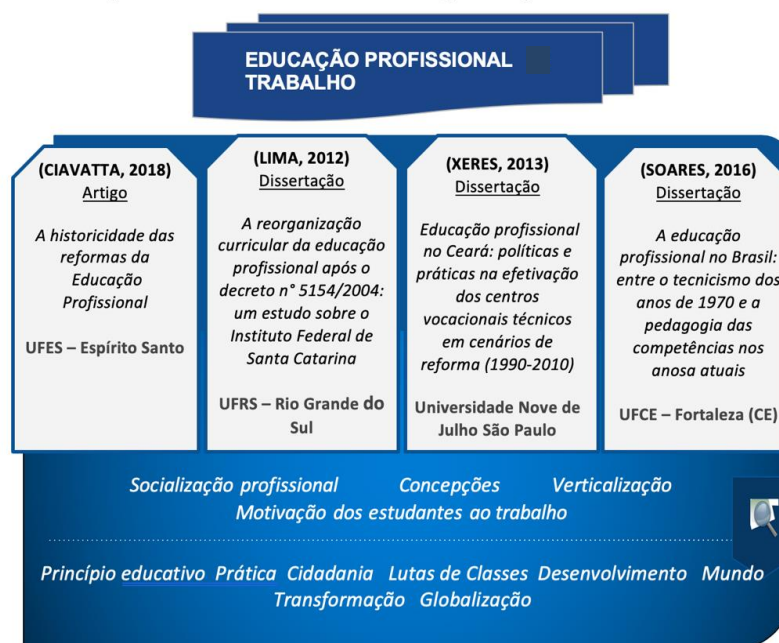 EDUCAÇÃO PROFISSIONAL
TRABALHO
(CIAVATTA, 2018)
Artigo
A historicidade das
reformas da
Educação
Profissional
UFES – Espírito Santo
(LIMA, 2012)
Dissertação
A reorganização
curricular da educação
profissional após o
decreto n° 5154/2004:
um estudo sobre o
Instituto Federal de
Santa Catarina
UFRS – Rio Grande do
Sul
(XERES, 2013)
Dissertação
Educação profissional
no Ceará: políticas e
práticas na efetivação
dos centros
vocacionais técnicos
em cenários de
reforma (1990-2010)
Universidade Nove de
Julho São Paulo
(SOARES, 2016)
Dissertação
A educação
profissional no Brasil:
entre o tecnicismo dos
anos de 1970 e a
pedagogia das
competências nos
anosa atuais
UFCE – Fortaleza (CE)
Socialização profissional Concepções Verticalização
Motivação dos estudantes ao trabalho
Princípio educativo Prática Cidadania Lutas de Classes Desenvolvimento Mundo
Transformação Globalização